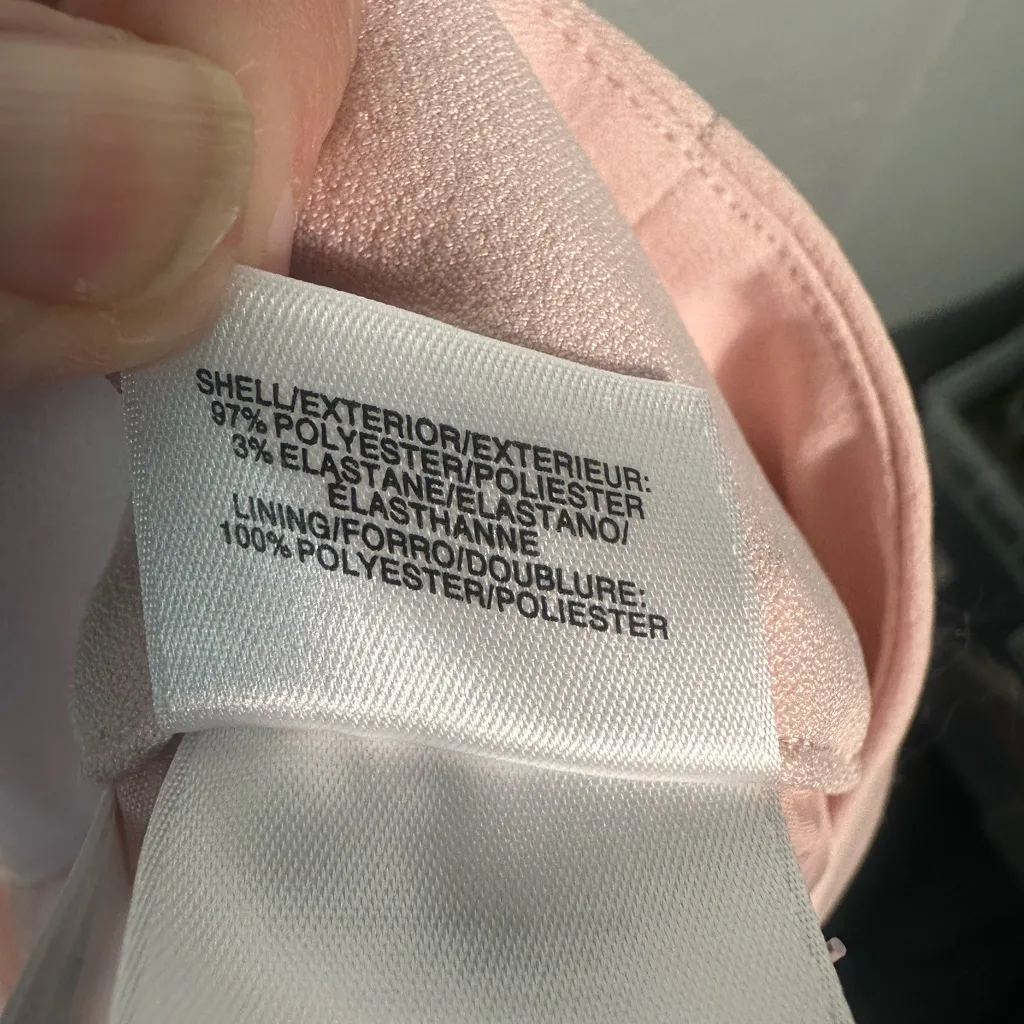 SHELL/EXTERIOR/EXTERIEUR:
97% POLYESTER/POLIESTER
3% ELASTANE/ELASTANO/
ÉLASTHANNE
LINING/FORRO/DOUBLURE:
100% POLYESTER/POLIESTER